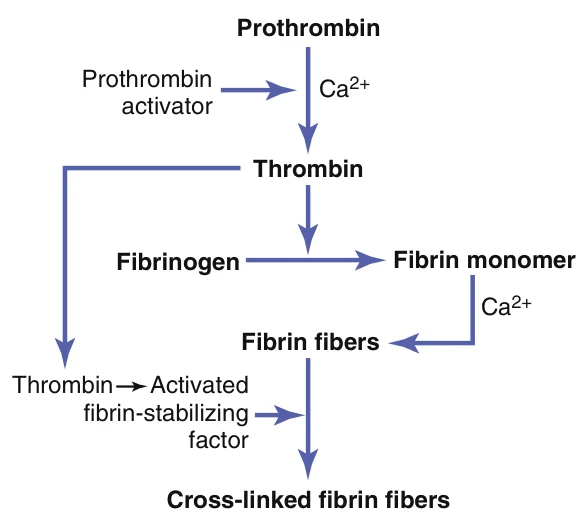 Prothrombin
Prothrombin
activator
Ca²⁺
Thrombin
Fibrinogen
Fibrin monomer
Ca²⁺
Fibrin fibers
Thrombin→Activated
fibrin-stabilizing
factor
Cross-linked fibrin fibers